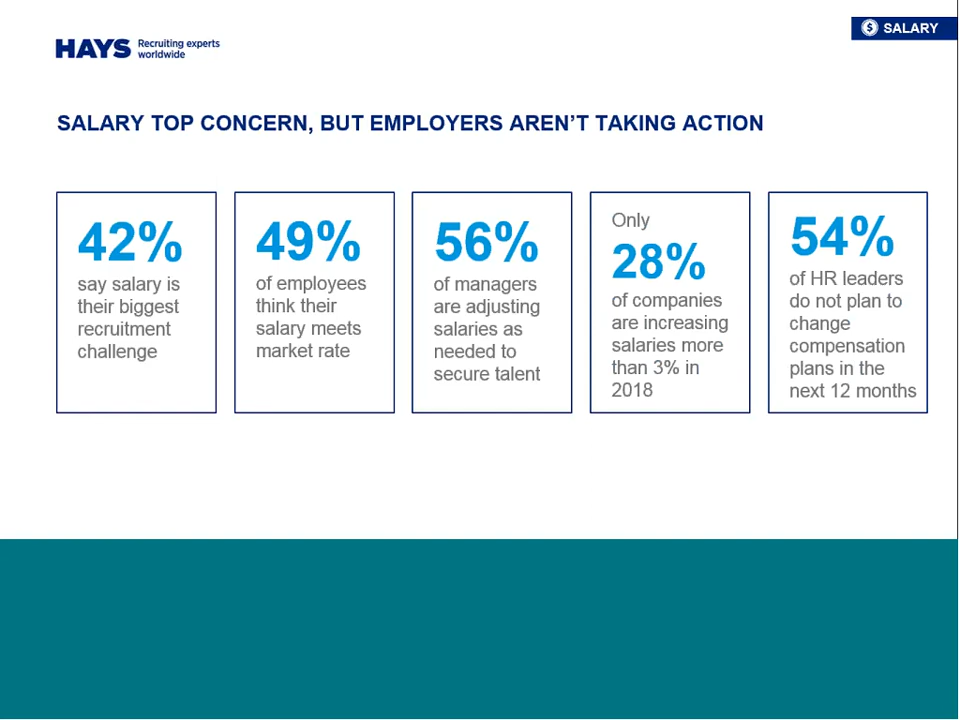 SALARY
HAYS Recruiting experts
worldwide
SALARY TOP CONCERN, BUT EMPLOYERS AREN'T TAKING ACTION
42%
say salary is
their biggest
recruitment
challenge
49%
of employees
think their
salary meets
market rate
56%
of managers
are adjusting
salaries as
needed to
secure talent
Only
28%
of companies
are increasing
salaries more
than 3% in
2018
54%
of HR leaders
do not plan to
change
compensation
plans in the
next 12 months